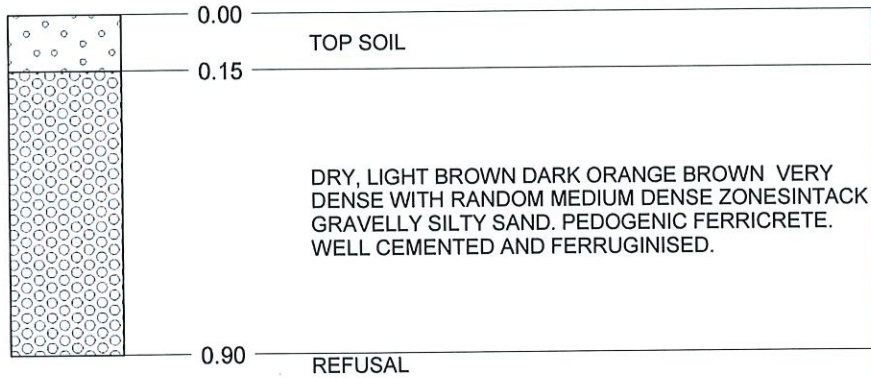 0.00
TOP SOIL
0.15
DRY, LIGHT BROWN DARK ORANGE BROWN VERY
DENSE WITH RANDOM MEDIUM DENSE ZONESINTACK
GRAVELLY SILTY SAND. PEDOGENIC FERRICRETE.
WELL CEMENTED AND FERRUGINISED.
0.90
REFUSAL